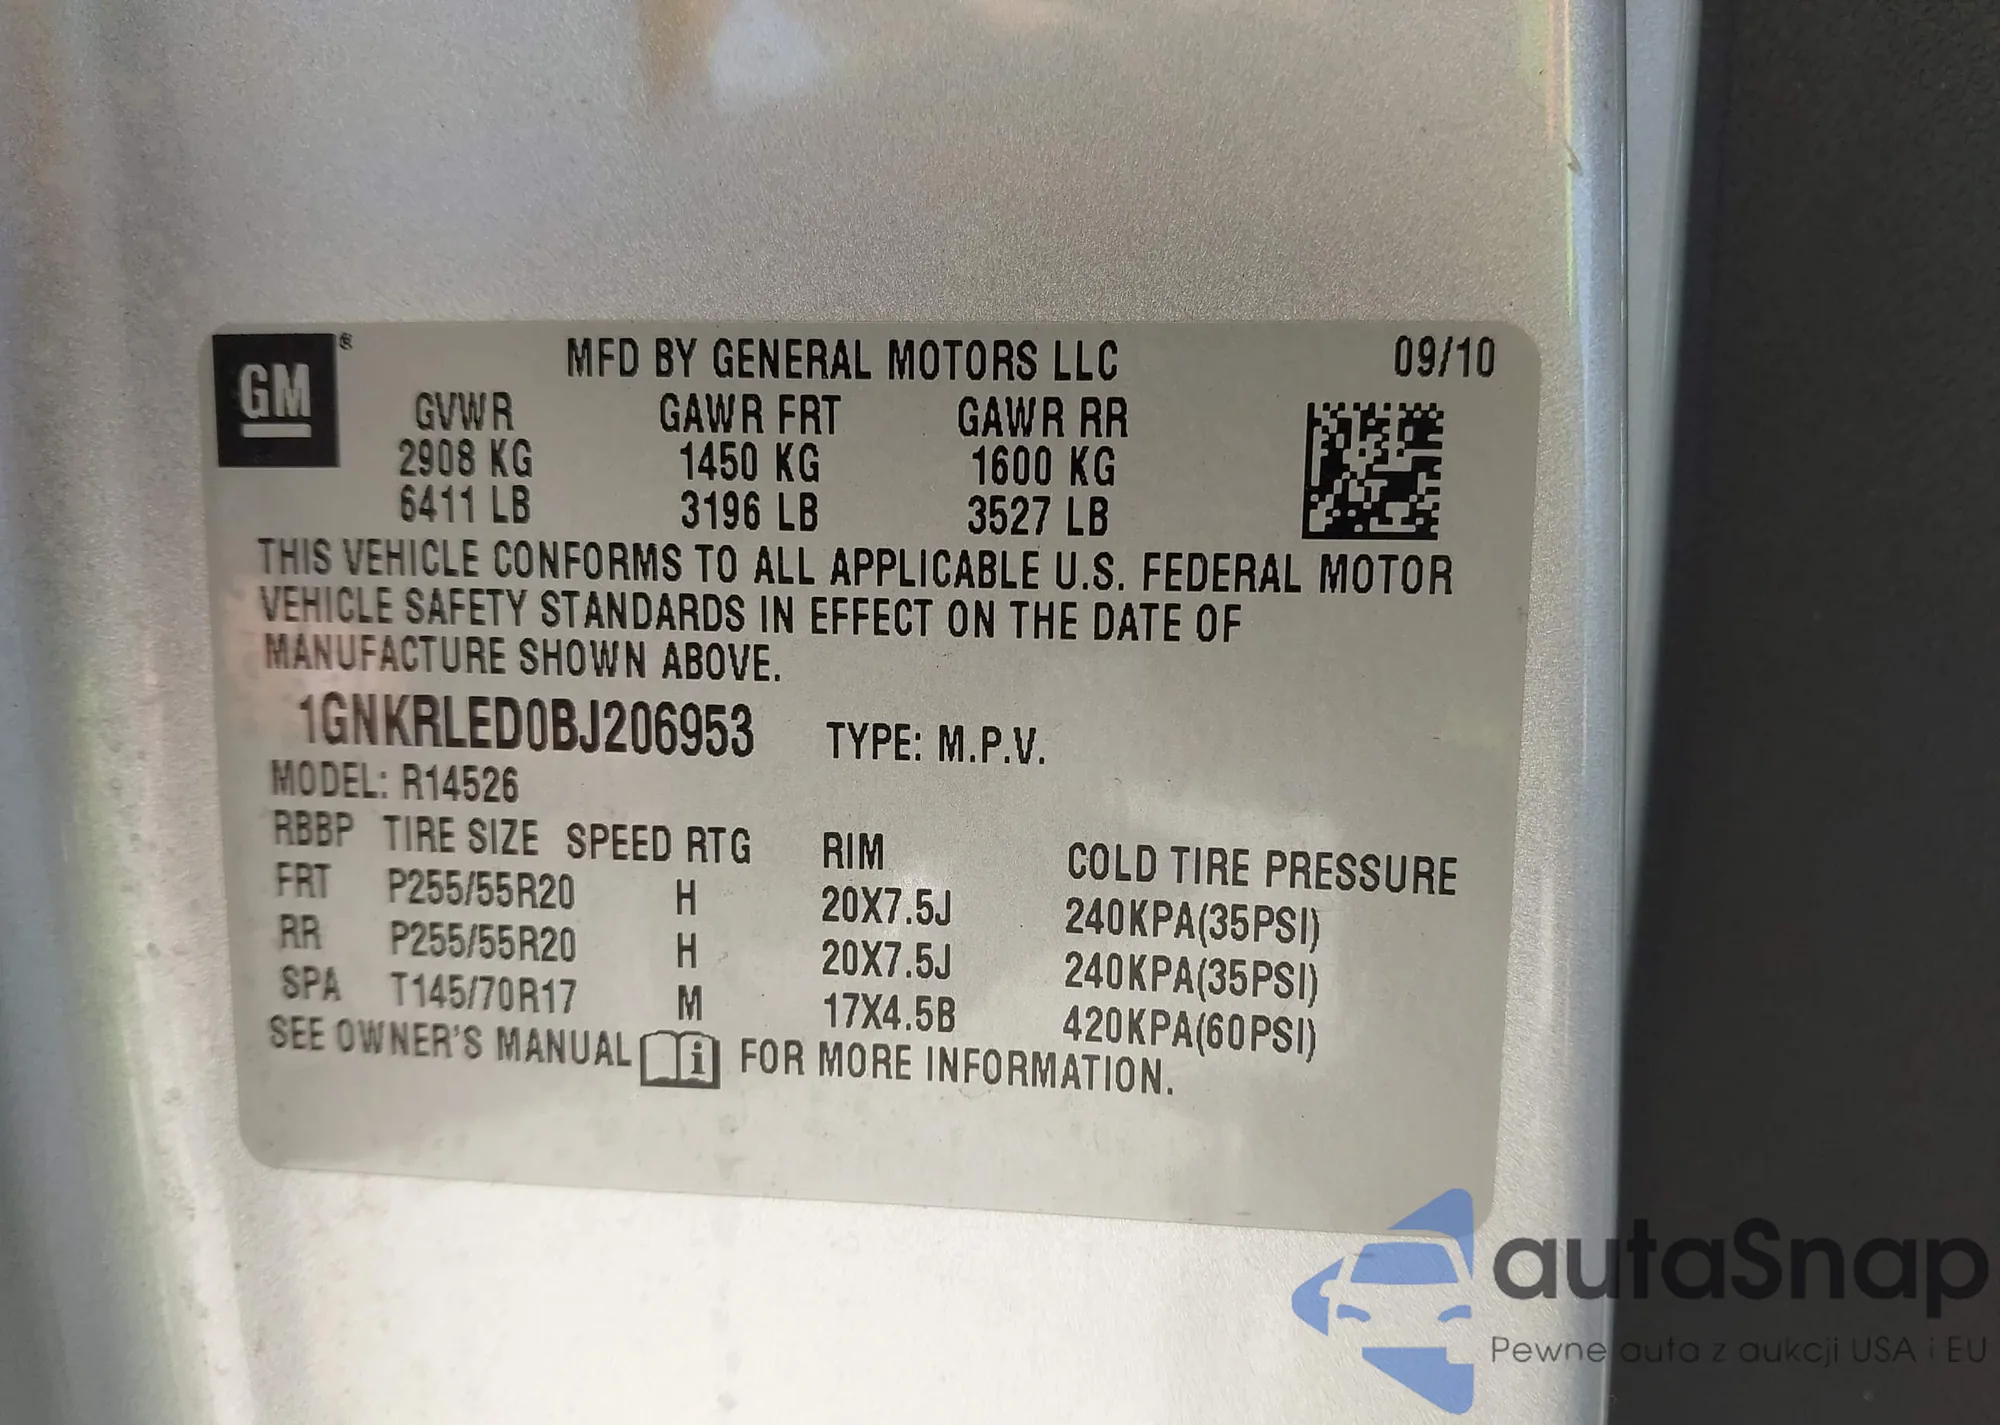 GM ® MFD BY GENERAL MOTORS LLC 09/10
GVWR GAWR FRT GAWR RR
2908 KG 1450 KG 1600 KG
6411 LB 3196 LB 3527 LB
THIS VEHICLE CONFORMS TO ALL APPLICABLE U.S. FEDERAL MOTOR
VEHICLE SAFETY STANDARDS IN EFFECT ON THE DATE OF
MANUFACTURE SHOWN ABOVE.
1GNKRLED0BJ206953 TYPE: M.P.V.
MODEL: R14526
RBBP TIRE SIZE SPEED RTG RIM COLD TIRE PRESSURE
FRT P255/55R20 H 20X7.5J 240KPA(35PSI)
RR P255/55R20 H 20X7.5J 240KPA(35PSI)
SPA T145/70R17 M 17X4.5B 420KPA(60PSI)
SEE OWNER'S MANUAL i FOR MORE INFORMATION.
autaSnap
Pewne auta z aukcji USA i EU